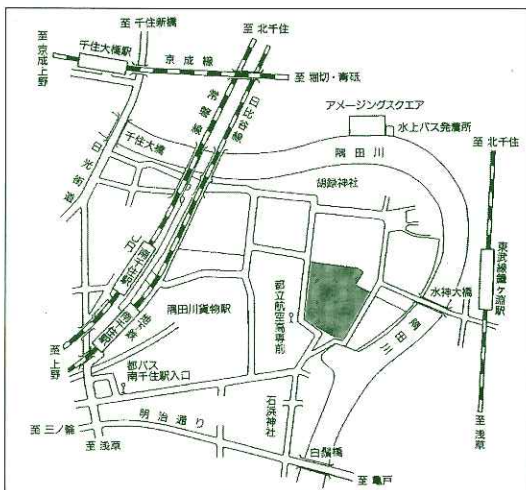 至 千住新橋
至 北千住
至 京成上野
千住大橋駅
京成線
至 堀切・青砥
常磐線
日比谷線
アメージングスクエア
水上バス発着所
至 北千住
千住大橋
隅田川
日光街道
胡録神社
東武線鐘ヶ淵駅
JR
南千住駅
都立航空高専前
水神大橋
隅田川貨物駅
南千住駅
隅田川
至 上野
都バス
南千住駅入口
石浜神社
至 浅草
至 三ノ輪
明治通り
至 浅草
白鬚橋
至 亀戸